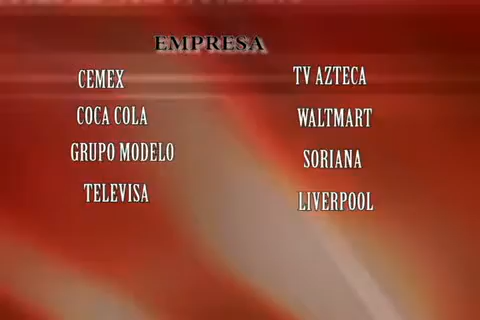 EMPRESA
CEMEX
COCA COLA
GRUPO MODELO
TELEVISA
TV AZTECA
WALTMART
SORIANA
LIVERPOOL